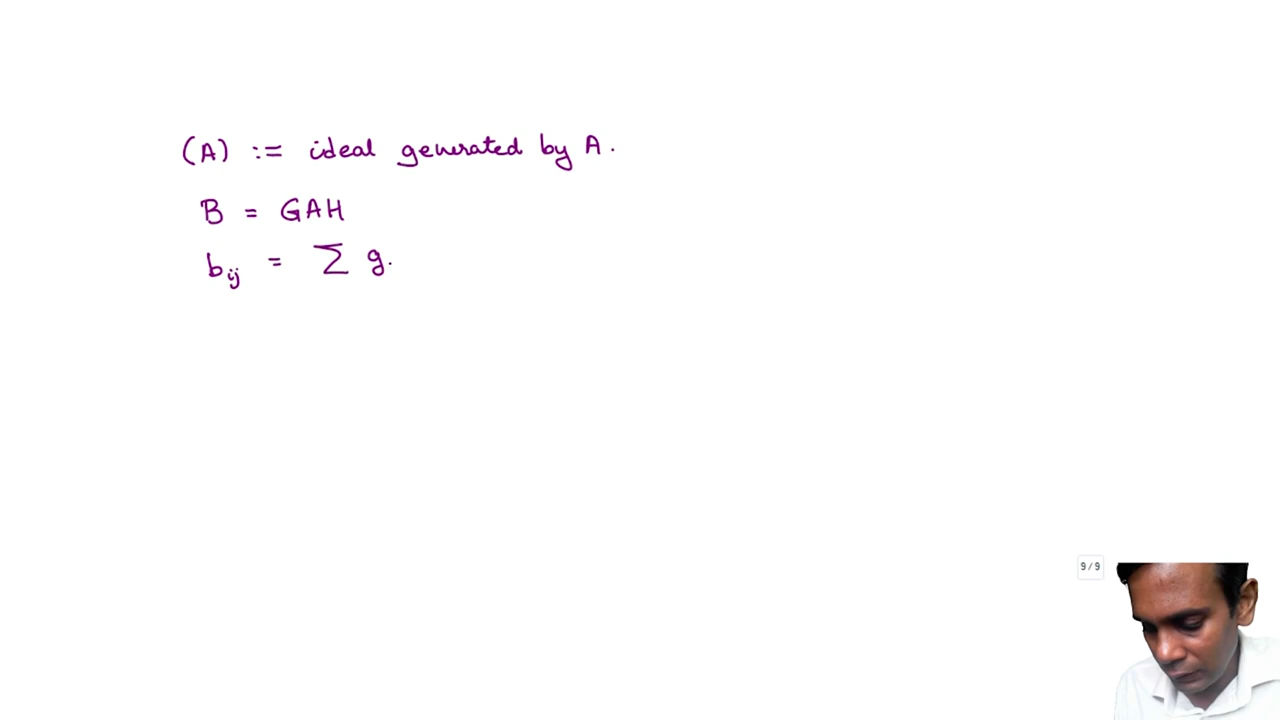 (A) := ideal generated by A.
B = GAH
b_ij = Σ g.
9 / 9